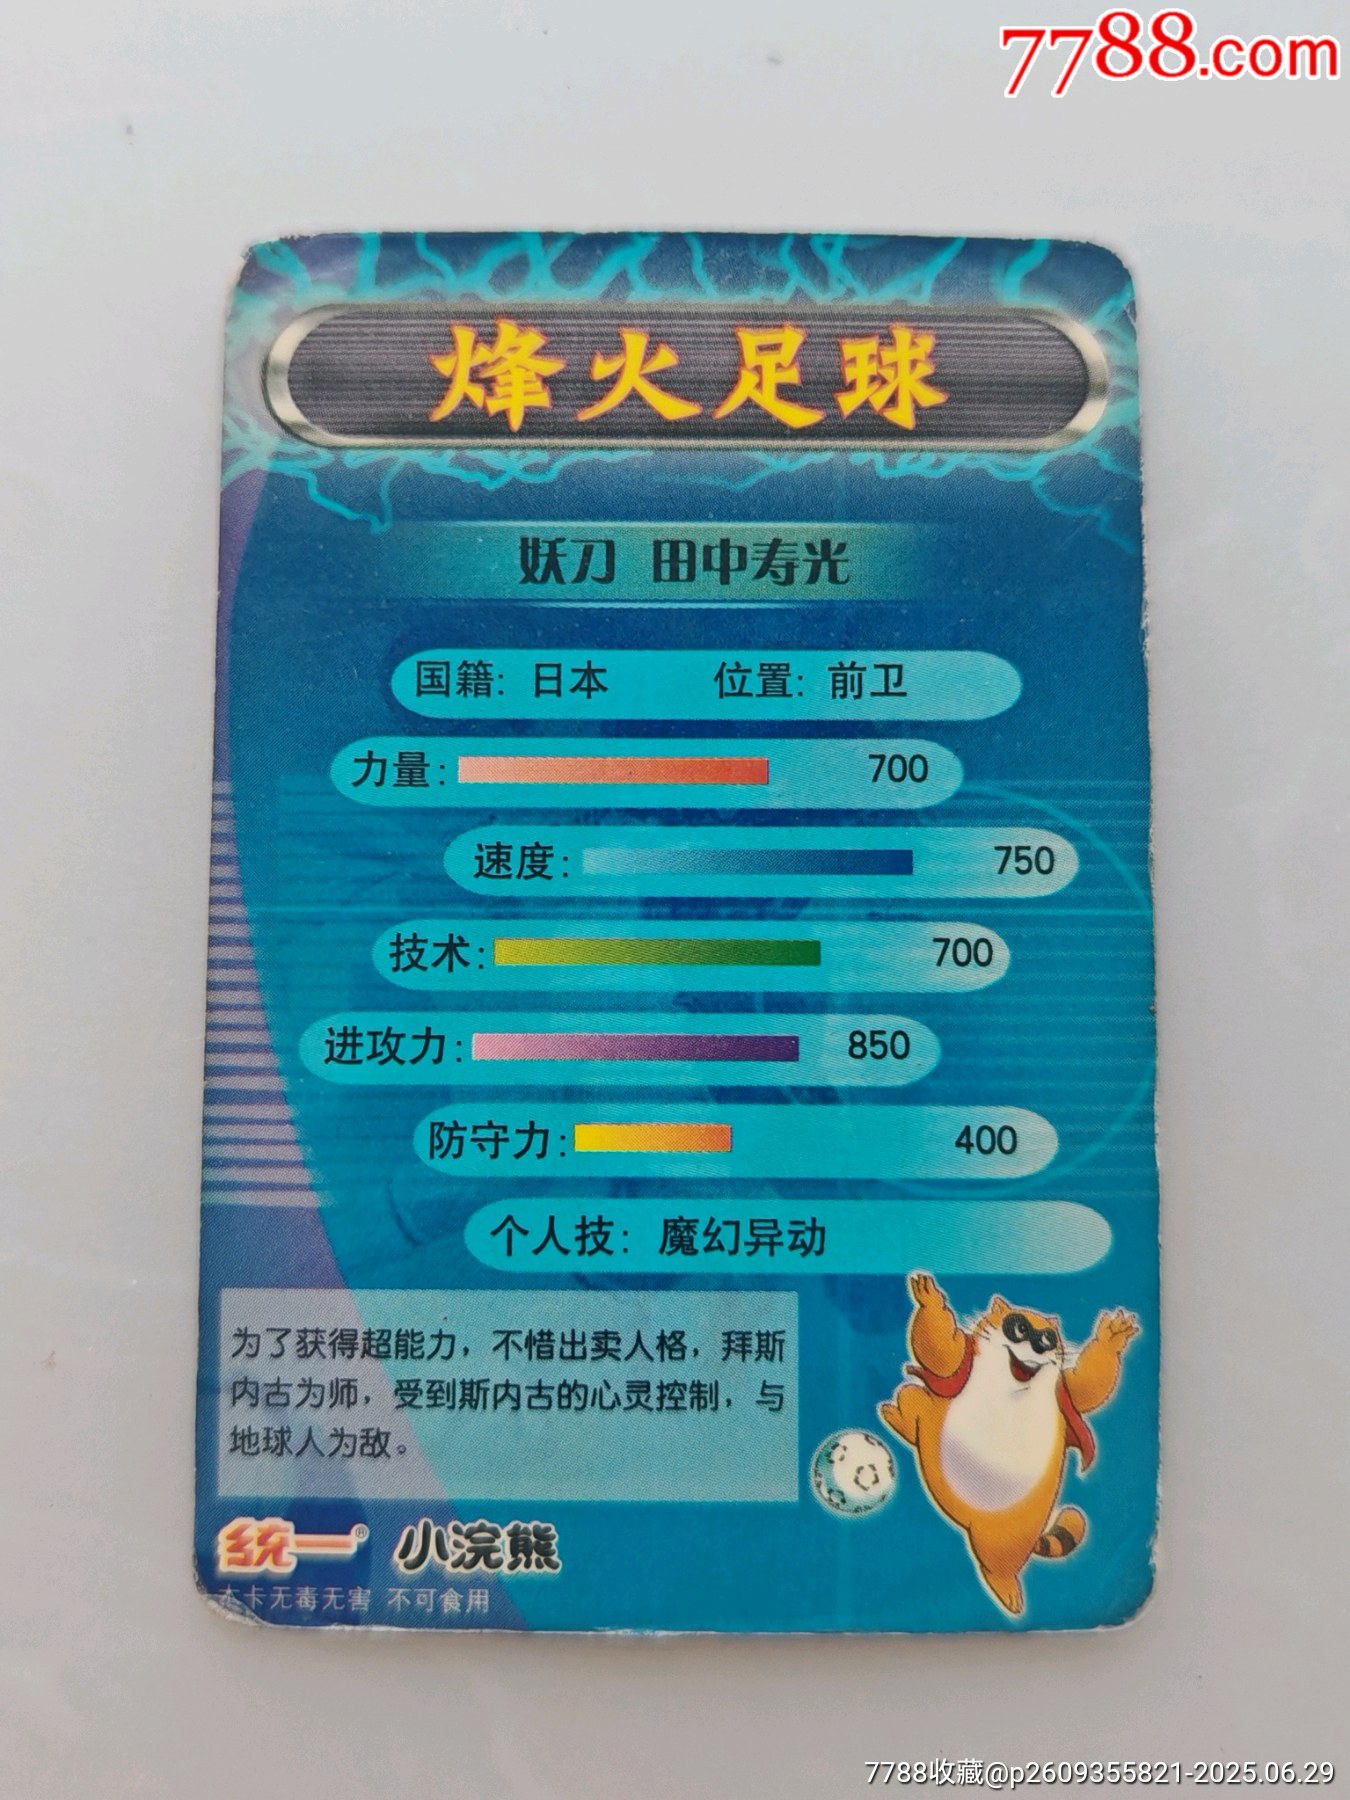 7788.com
烽火足球
妖刀 田中寿光
国籍: 日本 位置: 前卫
力量: 700
速度: 750
技术: 700
进攻力: 850
防守力: 400
个人技: 魔幻异动
为了获得超能力，不惜出卖人格，拜斯
内古为师，受到斯内古的心灵控制，与
地球人为敌。
统一® 小浣熊
本卡无毒无害 不可食用
7788收藏@p2609355821-2025.06.29